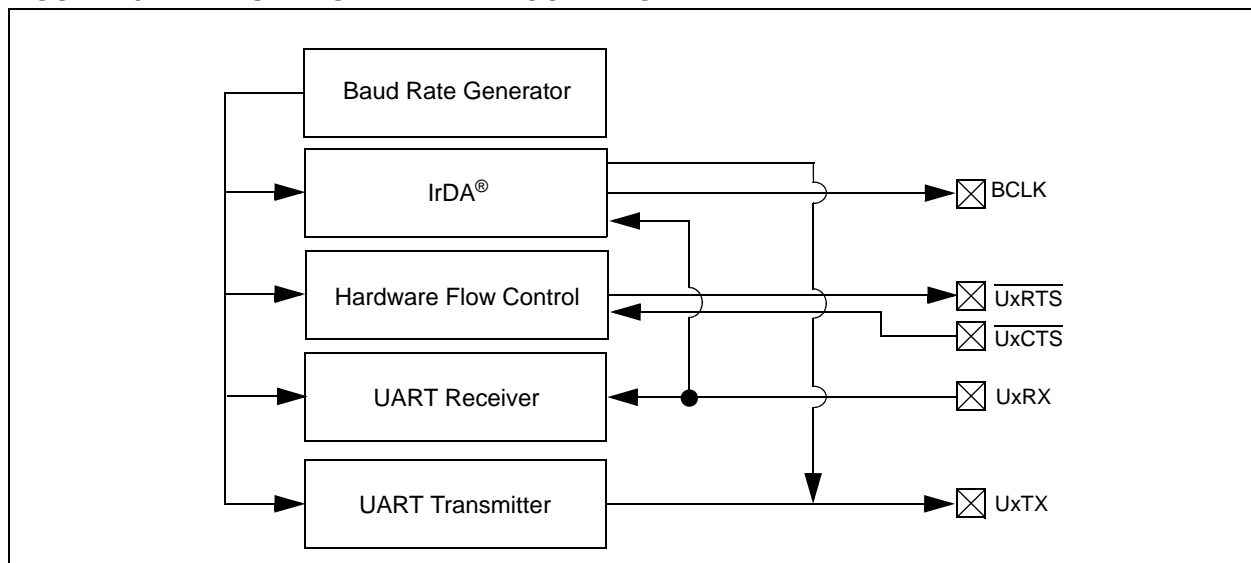 Baud Rate Generator
IrDA®
BCLK
Hardware Flow Control
UxRTS
UxCTS
UART Receiver
UxRX
UART Transmitter
UxTX